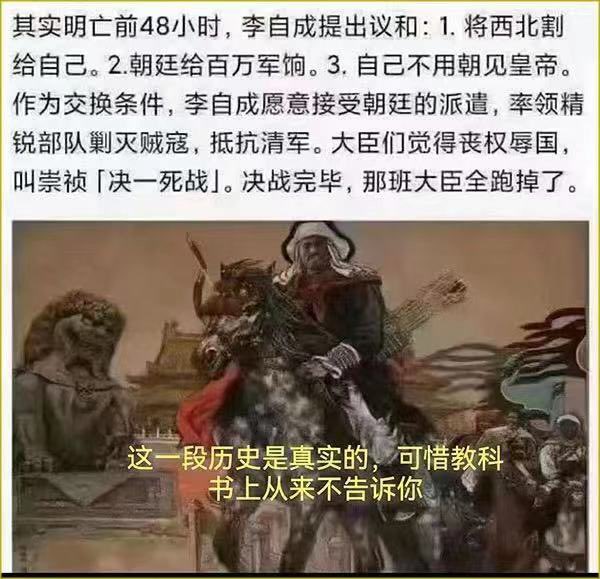 其实明亡前48小时，李自成提出议和：1. 将西北割
给自己。2.朝廷给百万军饷。3. 自己不用朝见皇帝。
作为交换条件，李自成愿意接受朝廷的派遣，率领精
锐部队剿灭贼寇，抵抗清军。大臣们觉得丧权辱国，
叫崇祯「决一死战」。决战完毕，那班大臣全跑掉了。
这一段历史是真实的，可惜教科
书上从来不告诉你